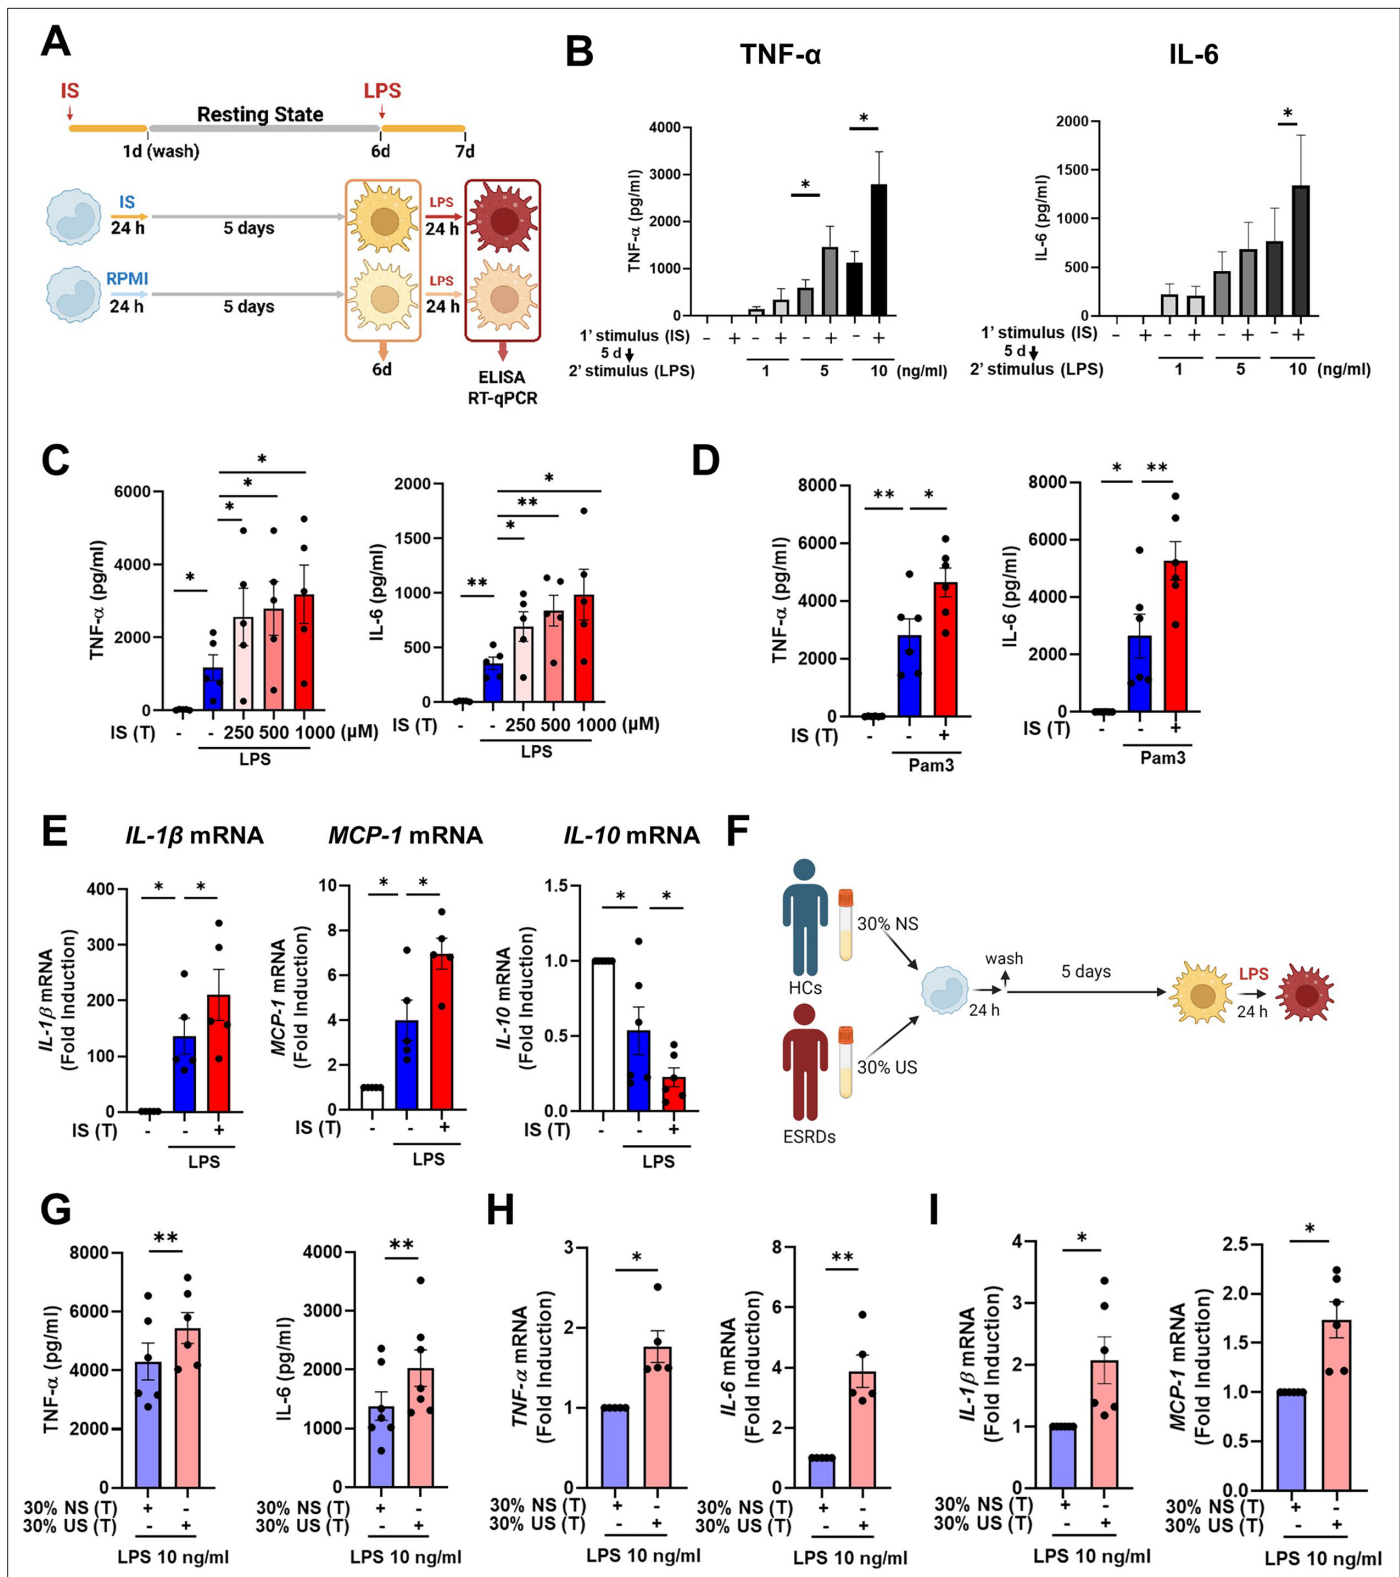 A
IS LPS
Resting State
1d (wash) 6d 7d
IS LPS
24 h 5 days 24 h
RPMI LPS
24 h 5 days 24 h
6d
ELISA
RT-qPCR
B
TNF-α
TNF-α (pg/ml)
4000
3000
2000
1000
0
* *
1' stimulus (IS) - + - + - + - +
5 d
2' stimulus (LPS) 1 5 10 (ng/ml)
IL-6
IL-6 (pg/ml)
2000
1500
1000
500
0
*
1' stimulus (IS) - + - + - + - +
5 d
2' stimulus (LPS) 1 5 10 (ng/ml)
C
TNF-α (pg/ml)
6000
4000
2000
0
* * * *
IS (T) - - 250 500 1000 (μM)
LPS
IL-6 (pg/ml)
2000
1500
1000
500
0
** * ** *
IS (T) - - 250 500 1000 (μM)
LPS
D
TNF-α (pg/ml)
8000
6000
4000
2000
0
** *
IS (T) - - +
Pam3
IL-6 (pg/ml)
8000
6000
4000
2000
0
* **
IS (T) - - +
Pam3
E
IL-1β mRNA
IL-1β mRNA
(Fold Induction)
400
300
200
100
0
* *
IS (T) - - +
LPS
MCP-1 mRNA
MCP-1 mRNA
(Fold Induction)
10
8
6
4
2
0
* *
IS (T) - - +
LPS
IL-10 mRNA
IL-10 mRNA
(Fold Induction)
1.5
1.0
0.5
0.0
* *
IS (T) - - +
LPS
F
30% NS
HCs
wash
24 h
5 days
LPS
24 h
30% US
ESRDs
G
TNF-α (pg/ml)
8000
6000
4000
2000
0
**
30% NS (T) + -
30% US (T) - +
LPS 10 ng/ml
IL-6 (pg/ml)
4000
3000
2000
1000
0
**
30% NS (T) + -
30% US (T) - +
LPS 10 ng/ml
H
TNF-α mRNA
(Fold Induction)
3
2
1
0
*
30% NS (T) + -
30% US (T) - +
LPS 10 ng/ml
IL-6 mRNA
(Fold Induction)
8
6
4
2
0
**
30% NS (T) + -
30% US (T) - +
LPS 10 ng/ml
I
IL-1β mRNA
(Fold Induction)
4
3
2
1
0
*
30% NS (T) + -
30% US (T) - +
LPS 10 ng/ml
MCP-1 mRNA
(Fold Induction)
2.5
2.0
1.5
1.0
0.5
0.0
*
30% NS (T) + -
30% US (T) - +
LPS 10 ng/ml